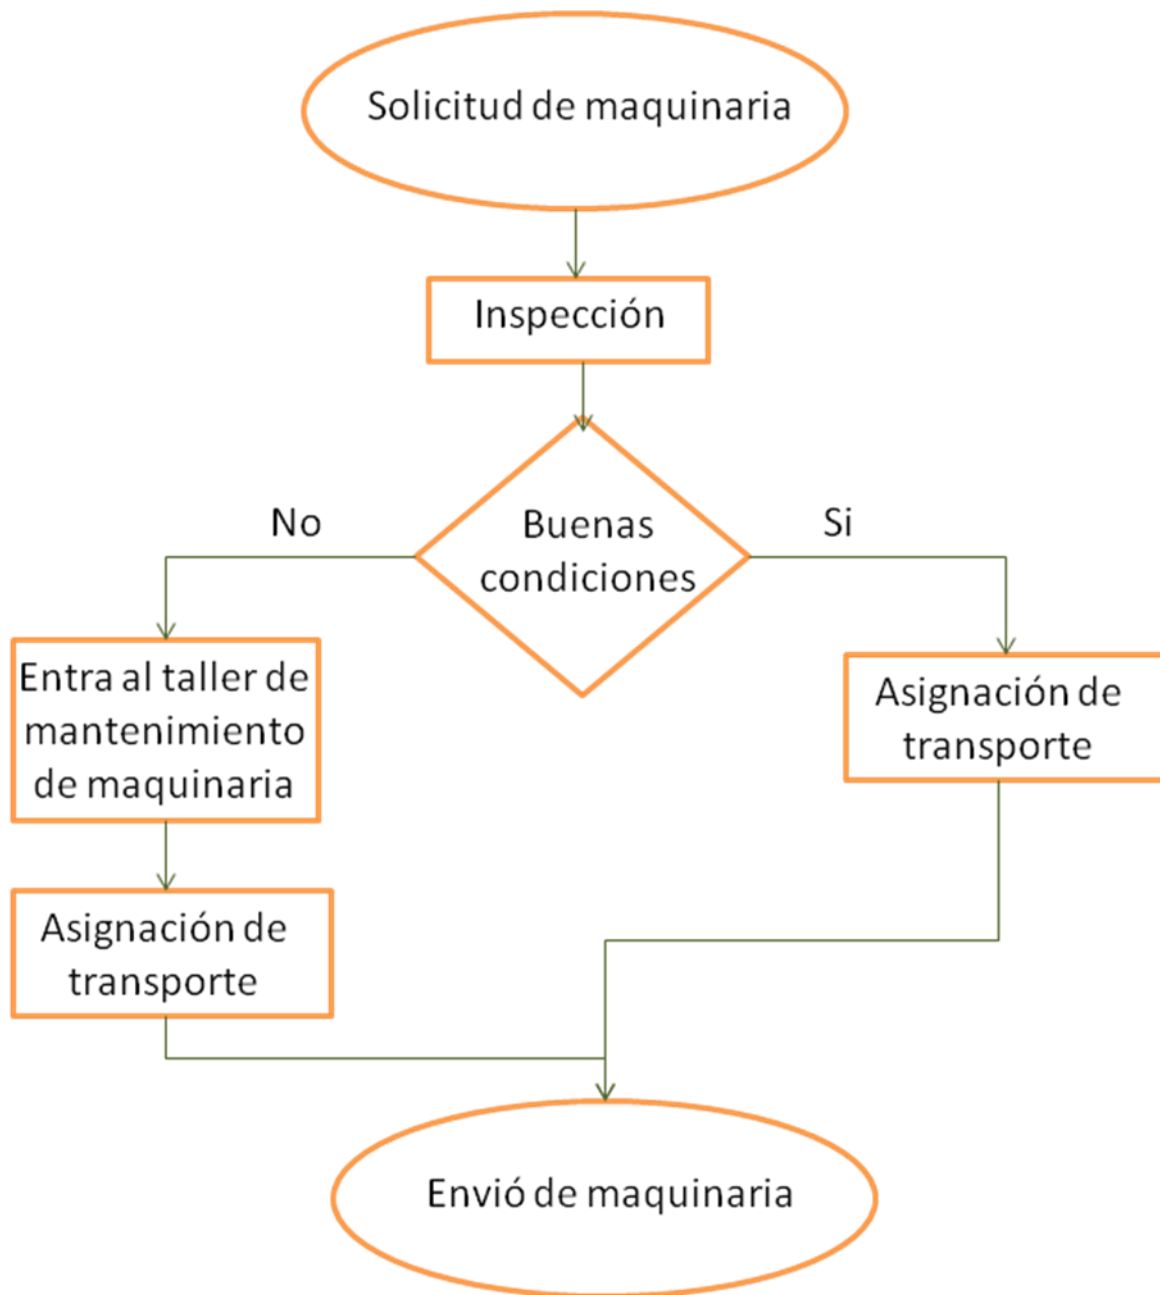 Solicitud de maquinaria
Inspección
No
Buenas
condiciones
Si
Entra al taller de
mantenimiento
de maquinaria
Asignación de
transporte
Asignación de
transporte
Envió de maquinaria